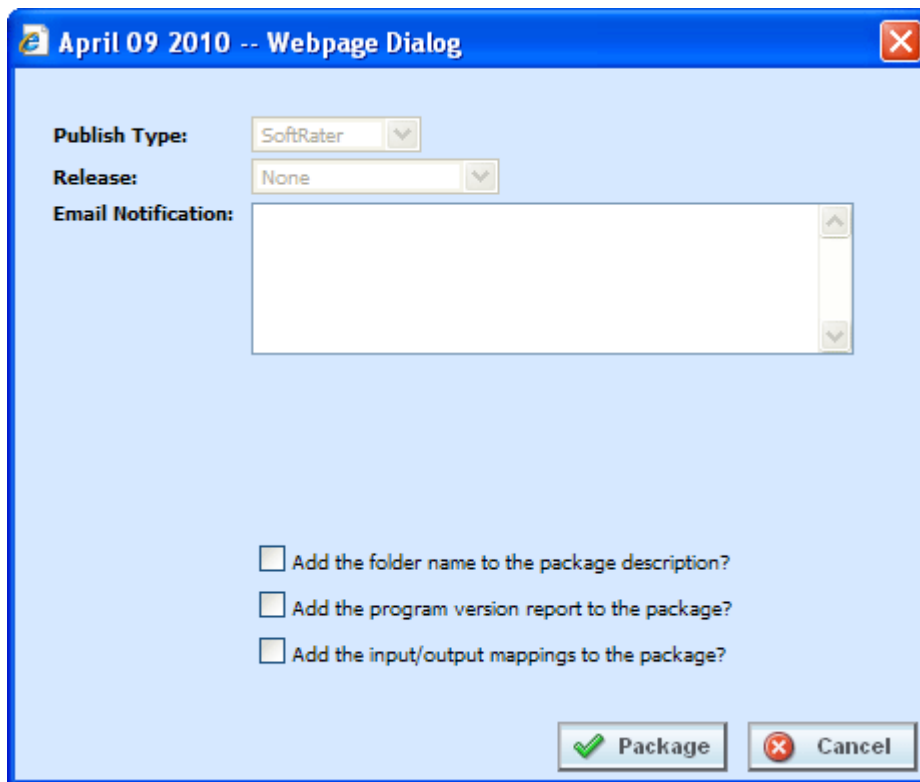 April 09 2010 -- Webpage Dialog
Publish Type: SoftRater
Release: None
Email Notification:
Add the folder name to the package description?
Add the program version report to the package?
Add the input/output mappings to the package?
Package Cancel